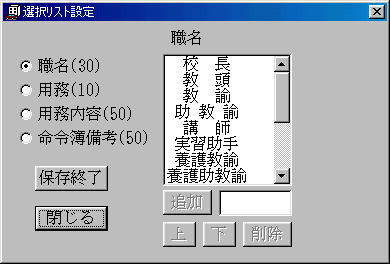 選択リスト設定
職名
職名(30)
用務(10)
用務内容(50)
命令簿備考(50)
校　長
教　頭
教　諭
助 教 諭
講　師
実習助手
養護教諭
養護助教諭
保存終了
閉じる
追加
上
下
削除